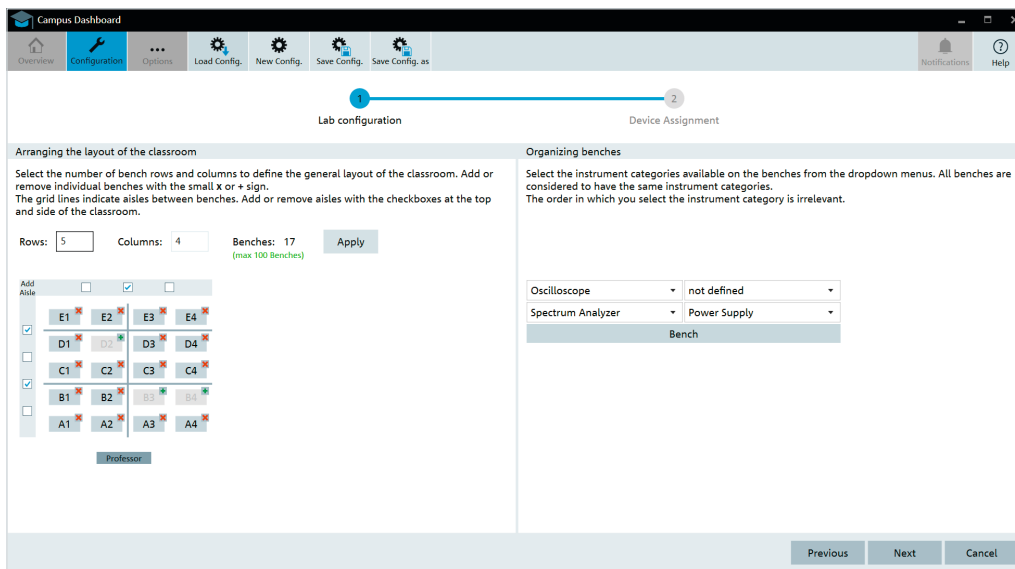 Campus Dashboard
Overview
Configuration
Options
Load Config.
New Config.
Save Config.
Save Config. as
Notifications
Help
1
2
Lab configuration
Device Assignment
Arranging the layout of the classroom
Select the number of bench rows and columns to define the general layout of the classroom. Add or
remove individual benches with the small x or + sign.
The grid lines indicate aisles between benches. Add or remove aisles with the checkboxes at the top
and side of the classroom.
Rows: 5 Columns: 4 Benches: 17 Apply
(max 100 Benches)
Add
Aisle
E1 E2 E3 E4
D1 D2 D3 D4
C1 C2 C3 C4
B1 B2 B3 B4
A1 A2 A3 A4
Professor
Organizing benches
Select the instrument categories available on the benches from the dropdown menus. All benches are
considered to have the same instrument categories.
The order in which you select the instrument category is irrelevant.
Oscilloscope not defined
Spectrum Analyzer Power Supply
Bench
Previous Next Cancel